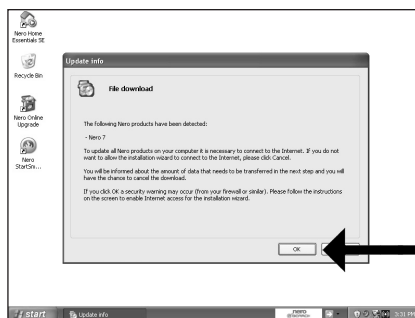 Nero Home
Essentials SE
Recycle Bin
Nero Online
Upgrade
Nero
StartSm...
Update info
File download
The following Nero products have been detected:
- Nero 7
To update all Nero products on your computer it is necessary to connect to the Internet. If you do not
want to allow the installation wizard to connect to the Internet, please click Cancel.
You will be informed about the amount of data that needs to be transferred in the next step and you will
have the chance to cancel the download.
If you click OK a security warning may occur (from your firewall or similar). Please follow the instructions
on the screen to enable Internet access for the installation wizard.
OK
start
Update info
nero
3:31 PM